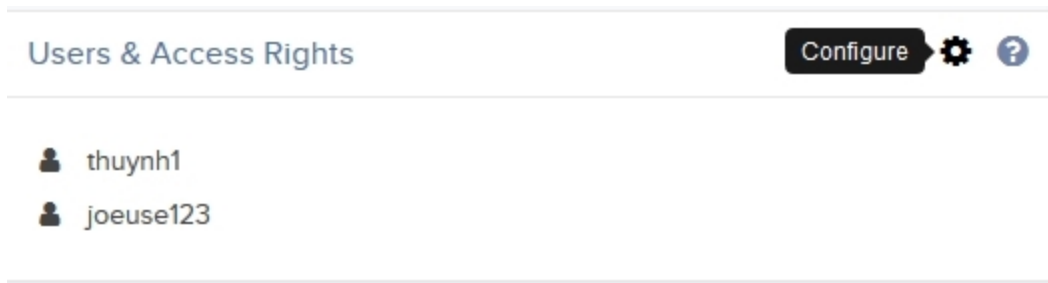 Users & Access Rights
Configure
?
thuynh1
joeuse123